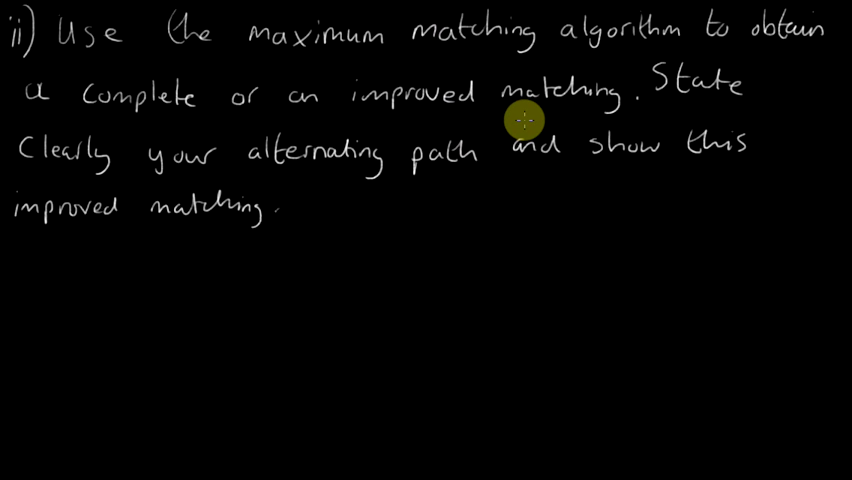 ii) Use the maximum matching algorithm to obtain
a complete or an improved matching. State
Clearly your alternating path and show this
improved matching.